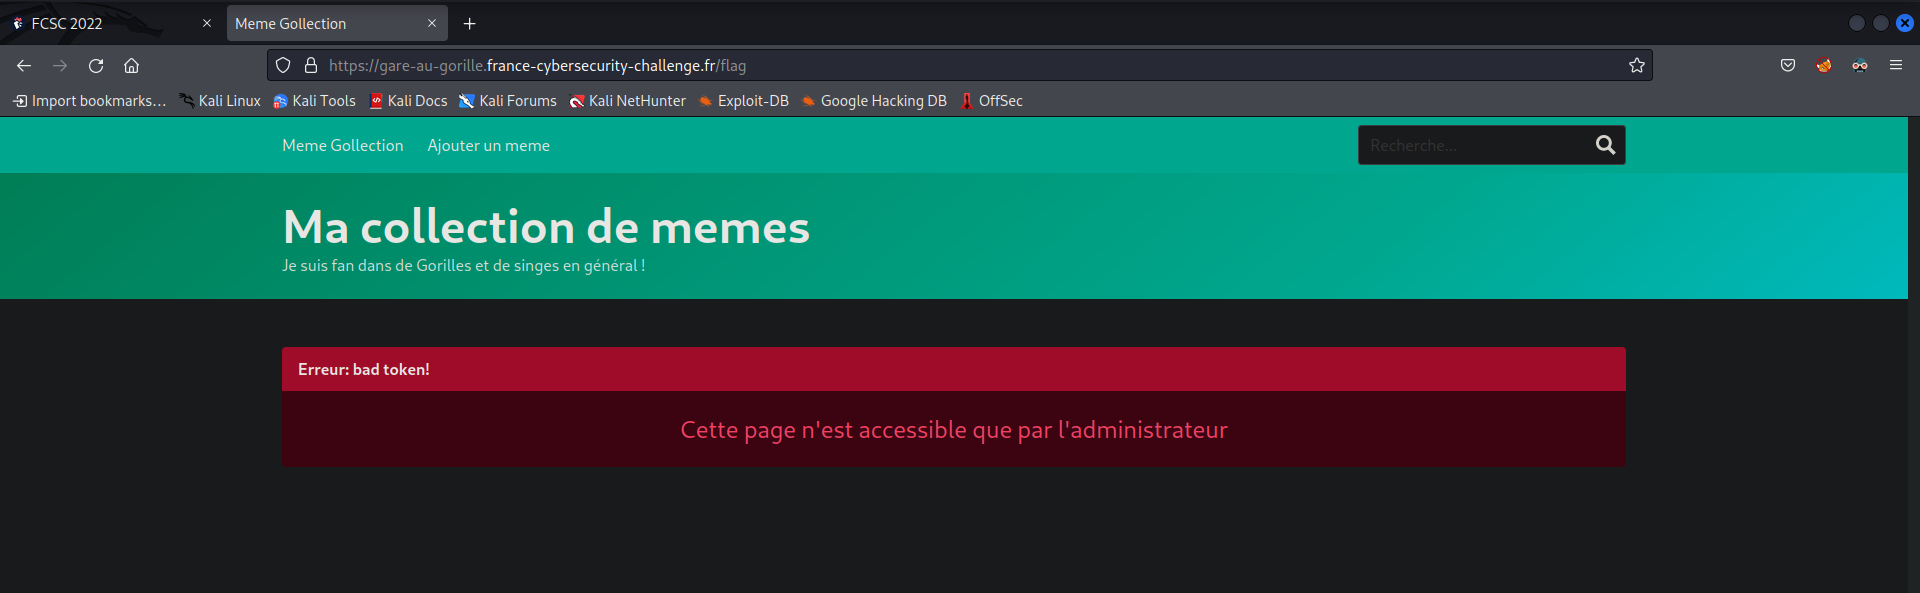 FCSC 2022
Meme Gollection
https://gare-au-gorille.france-cybersecurity-challenge.fr/flag
Import bookmarks... Kali Linux Kali Tools Kali Docs Kali Forums Kali NetHunter Exploit-DB Google Hacking DB OffSec
Meme Gollection Ajouter un meme Recherche...
Ma collection de memes
Je suis fan dans de Gorilles et de singes en général !
Erreur: bad token!
Cette page n'est accessible que par l'administrateur